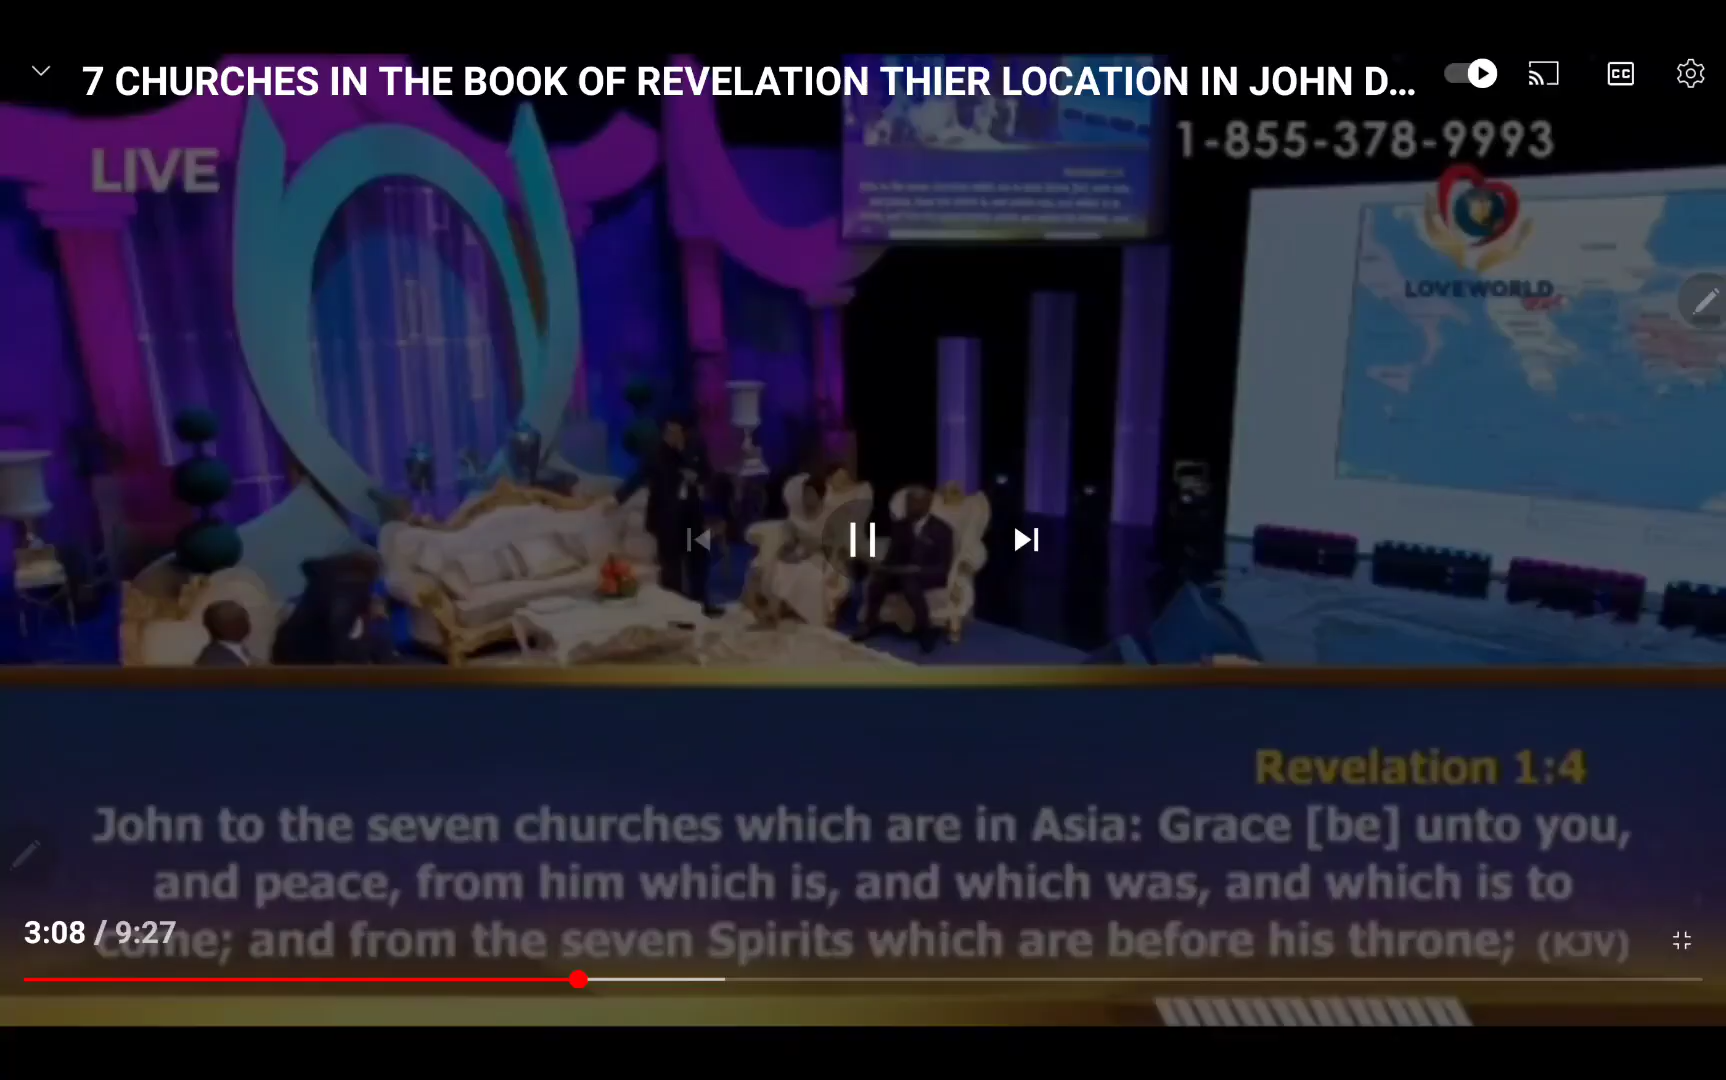 7 CHURCHES IN THE BOOK OF REVELATION THIER LOCATION IN JOHN D...
CC
LIVE
1-855-378-9993
LOVEWORLD
Revelation 1:4
John to the seven churches which are in Asia: Grace [be] unto you,
and peace, from him which is, and which was, and which is to
come; and from the seven Spirits which are before his throne; (KJV)
3:08 / 9:27